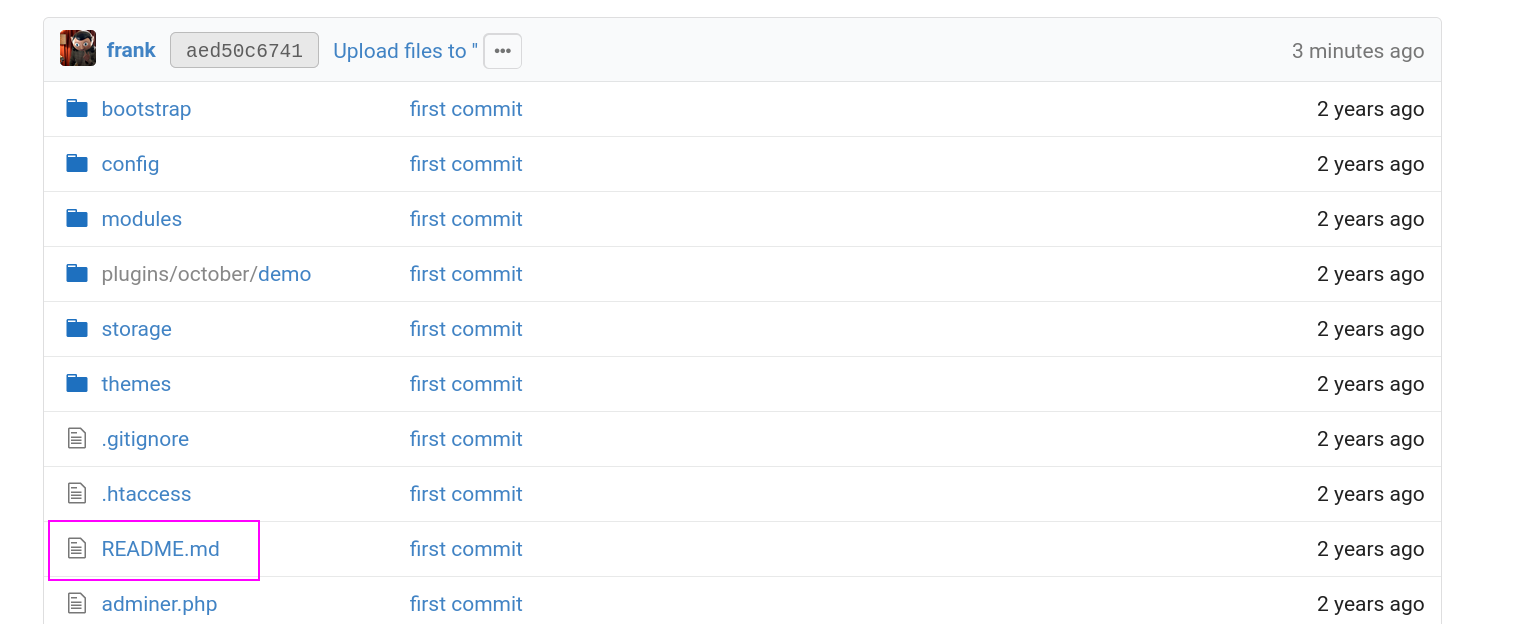 frank aed50c6741 Upload files to '' ••• 3 minutes ago
bootstrap first commit 2 years ago
config first commit 2 years ago
modules first commit 2 years ago
plugins/october/demo first commit 2 years ago
storage first commit 2 years ago
themes first commit 2 years ago
.gitignore first commit 2 years ago
.htaccess first commit 2 years ago
README.md first commit 2 years ago
adminer.php first commit 2 years ago